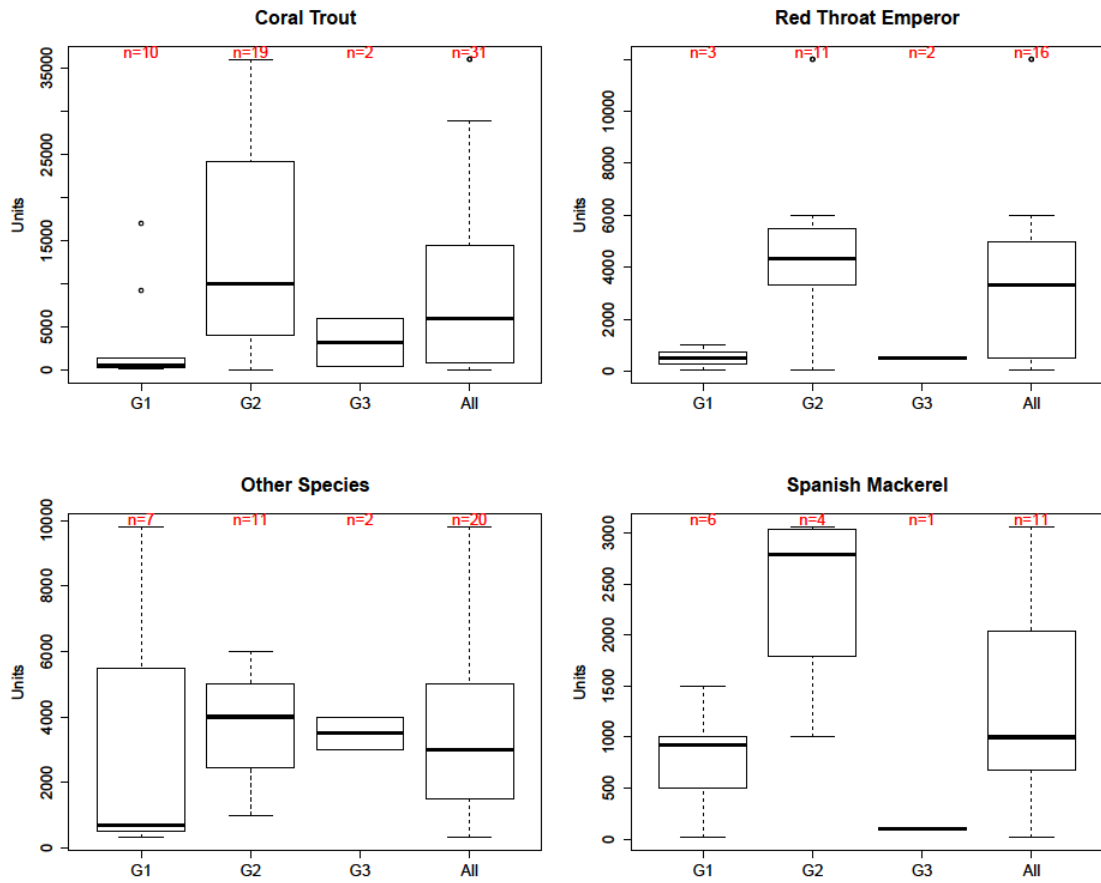 Coral Trout
n=10 n=19 n=2 n=31
Units
35000
25000
15000
5000
0
G1 G2 G3 All
Red Throat Emperor
n=3 n=11 n=2 n=16
Units
10000
8000
6000
4000
2000
0
G1 G2 G3 All
Other Species
n=7 n=11 n=2 n=20
Units
10000
8000
6000
4000
2000
0
G1 G2 G3 All
Spanish Mackerel
n=6 n=4 n=1 n=11
Units
3000
2500
2000
1500
1000
500
0
G1 G2 G3 All